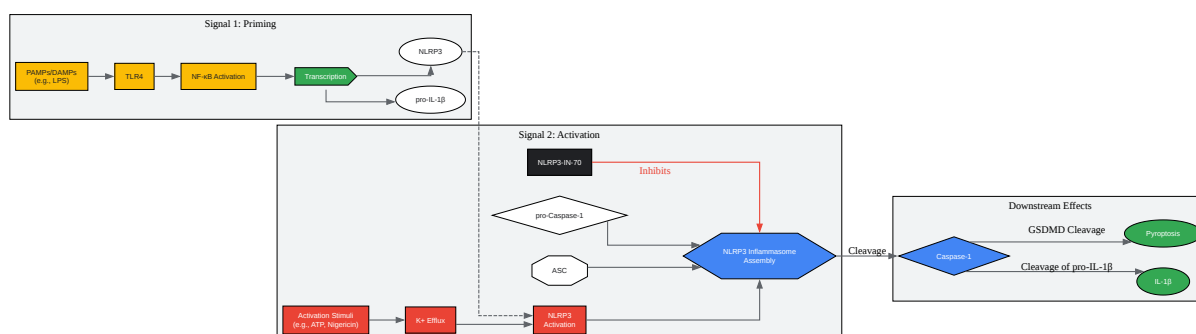 Signal 1: Priming
NLRP3
PAMPs/DAMPs
(e.g., LPS)
TLR4
NF-κB Activation
Transcription
pro-IL-1β
Signal 2: Activation
NLRP3-IN-70
Inhibits
pro-Caspase-1
NLRP3 Inflammasome
Assembly
ASC
Activation Stimuli
(e.g., ATP, Nigericin)
K+ Efflux
NLRP3
Activation
Cleavage
Downstream Effects
GSDMD Cleavage
Pyroptosis
Caspase-1
Cleavage of pro-IL-1β
IL-1β